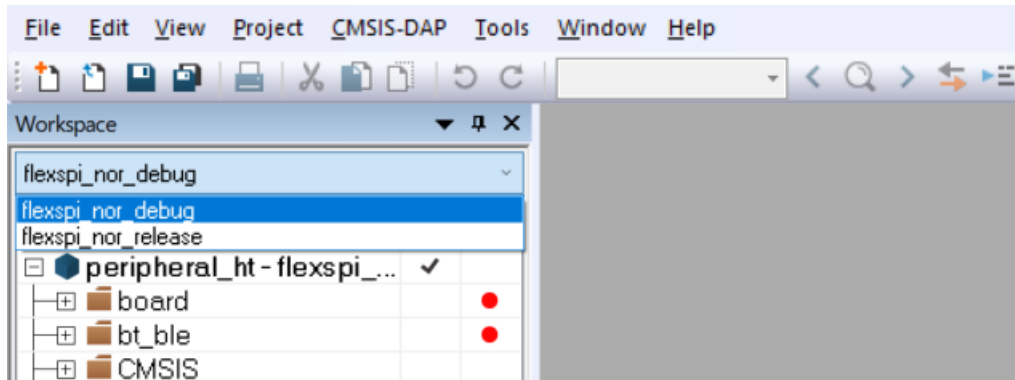 File Edit View Project CMSIS-DAP Tools Window Help
Workspace
flexspi_nor_debug
flexspi_nor_debug
flexspi_nor_release
peripheral_ht - flexspi_...
board
bt_ble
CMSIS